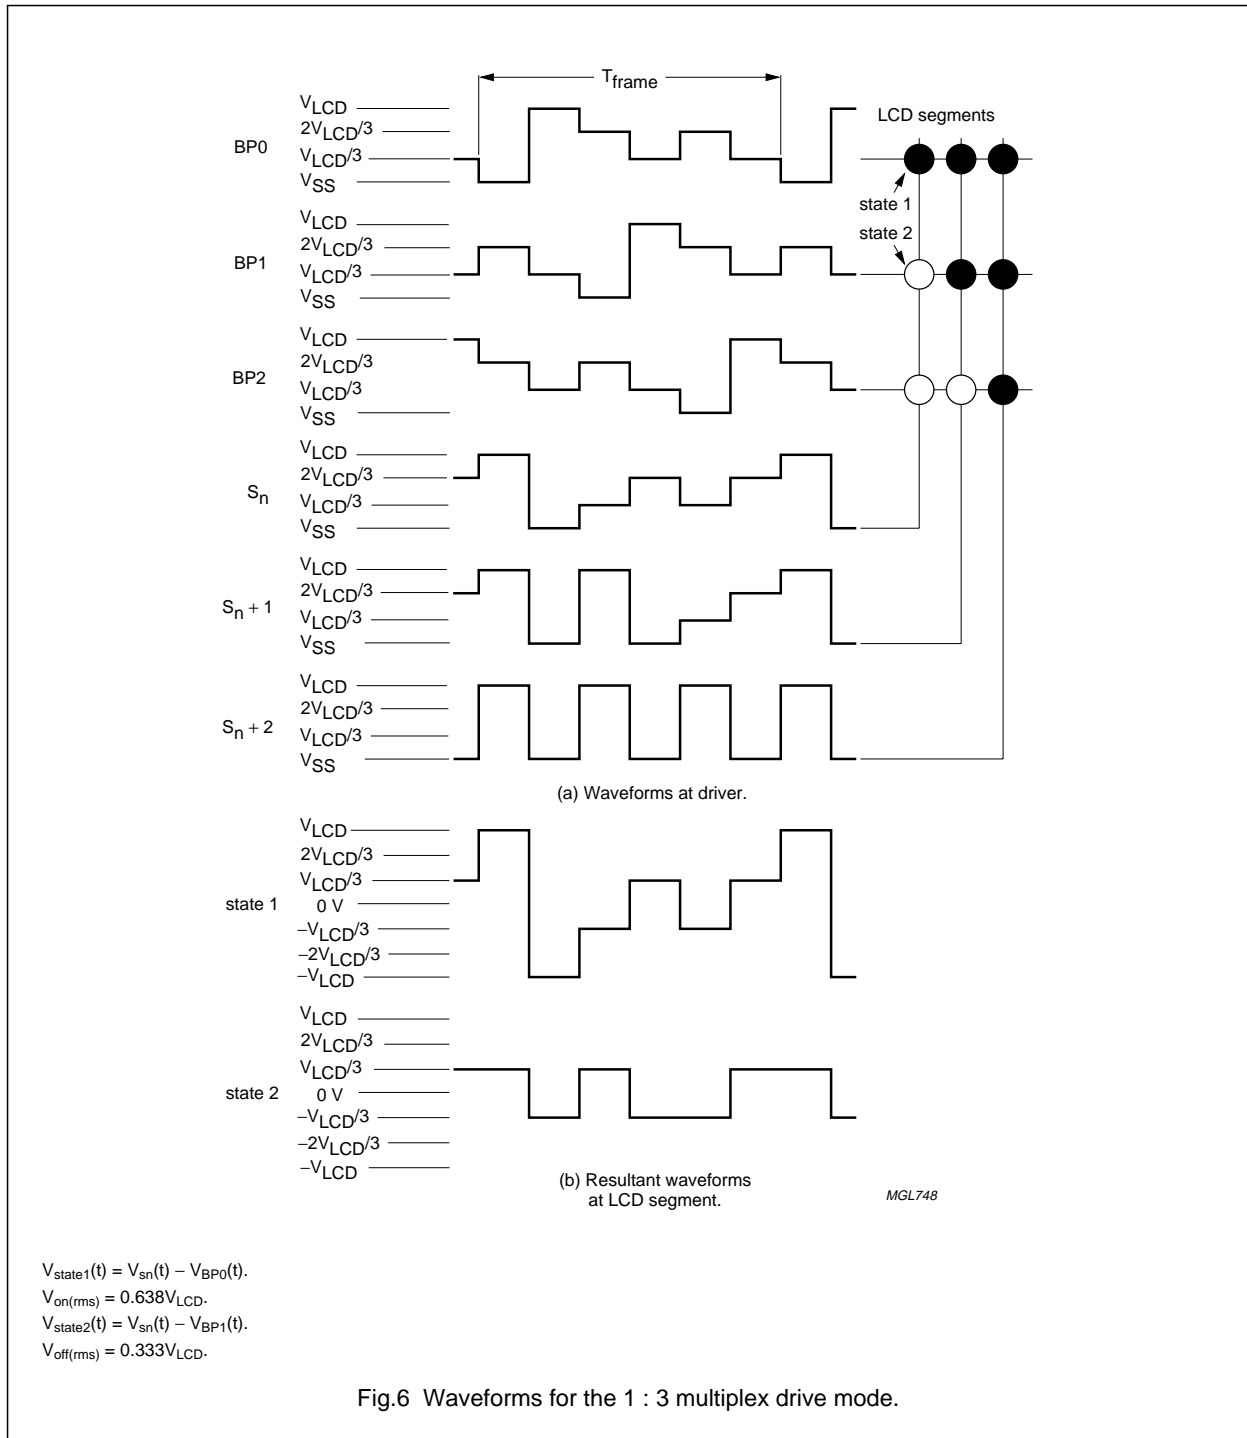 Tframe
LCD segments
BP0
VLCD
2VLCD/3
VLCD/3
VSS
state 1
state 2
BP1
VLCD
2VLCD/3
VLCD/3
VSS
BP2
VLCD
2VLCD/3
VLCD/3
VSS
Sn
VLCD
2VLCD/3
VLCD/3
VSS
Sn + 1
VLCD
2VLCD/3
VLCD/3
VSS
Sn + 2
VLCD
2VLCD/3
VLCD/3
VSS
(a) Waveforms at driver.
state 1
VLCD
2VLCD/3
VLCD/3
0 V
−VLCD/3
−2VLCD/3
−VLCD
state 2
VLCD
2VLCD/3
VLCD/3
0 V
−VLCD/3
−2VLCD/3
−VLCD
(b) Resultant waveforms
at LCD segment.
MGL748
Vstate1(t) = Vsn(t) − VBP0(t).
Von(rms) = 0.638VLCD.
Vstate2(t) = Vsn(t) − VBP1(t).
Voff(rms) = 0.333VLCD.
Fig.6 Waveforms for the 1 : 3 multiplex drive mode.